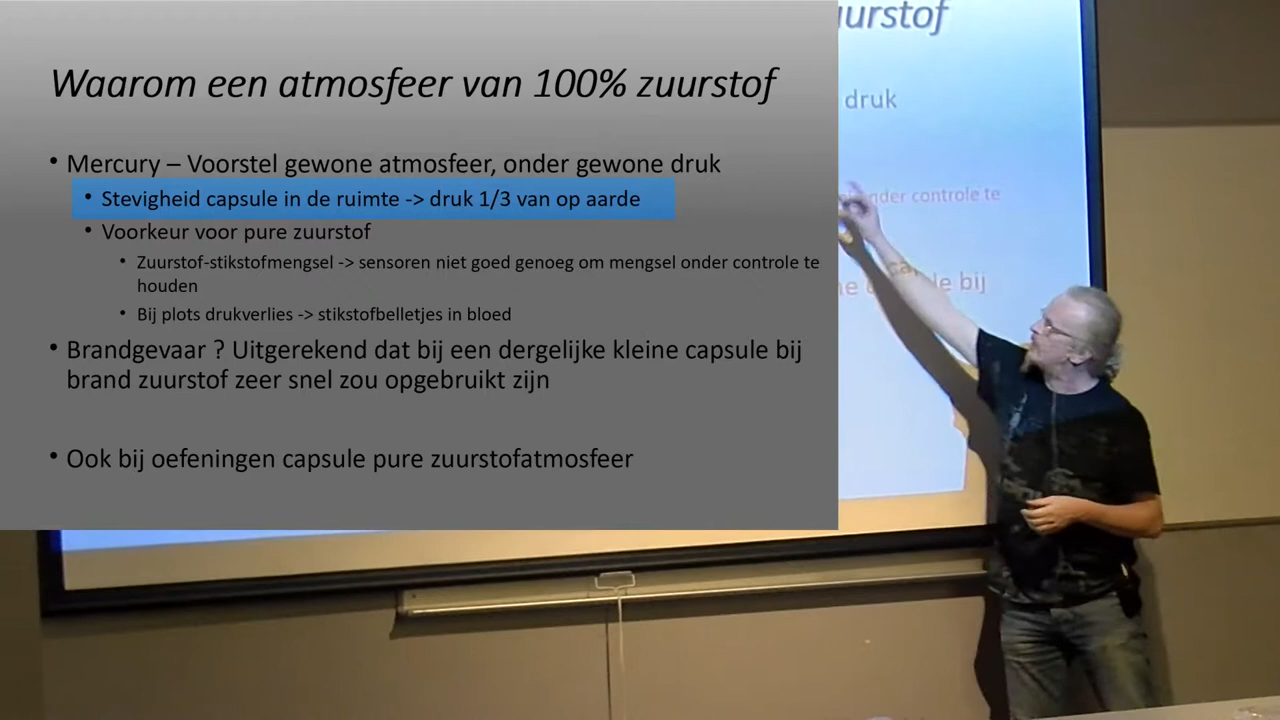 Waarom een atmosfeer van 100% zuurstof
• Mercury – Voorstel gewone atmosfeer, onder gewone druk
• Stevigheid capsule in de ruimte -> druk 1/3 van op aarde
• Voorkeur voor pure zuurstof
• Zuurstof-stikstofmengsel -> sensoren niet goed genoeg om mengsel onder controle te
houden
• Bij plots drukverlies -> stikstofbelletjes in bloed
• Brandgevaar ? Uitgerekend dat bij een dergelijke kleine capsule bij
brand zuurstof zeer snel zou opgebruikt zijn
• Ook bij oefeningen capsule pure zuurstofatmosfeer
uurstof
druk
onder controle te
bij